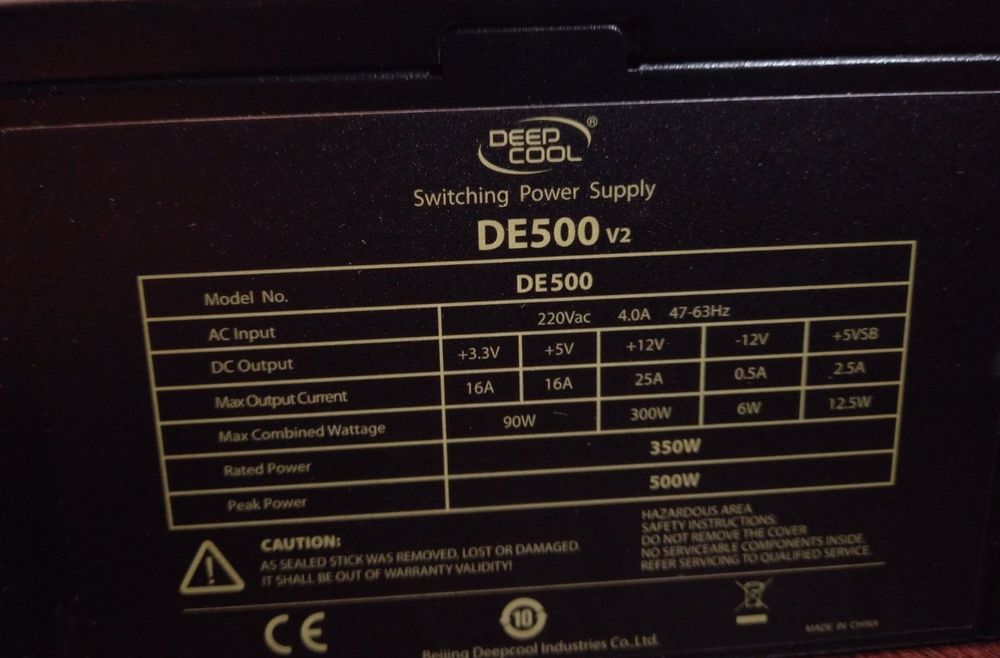 DEEP
COOL ®
Switching Power Supply
DE500 V2
Model No. DE500
AC Input 220Vac 4.0A 47-63Hz
DC Output +3.3V +5V +12V -12V +5VSB
Max Output Current 16A 16A 25A 0.5A 2.5A
Max Combined Wattage 90W 300W 6W 12.5W
Rated Power 350W
Peak Power 500W
CAUTION:
AS SEALED STICK WAS REMOVED, LOST OR DAMAGED.
IT SHALL BE OUT OF WARRANTY VALIDITY!
HAZARDOUS AREA
SAFETY INSTRUCTIONS:
DO NOT REMOVE THE COVER
NO SERVICEABLE COMPONENTS INSIDE.
REFER SERVICING TO QUALIFIED SERVICE.
CE
10
Beijing Deepcool Industries Co.,Ltd.
MADE IN CHINA